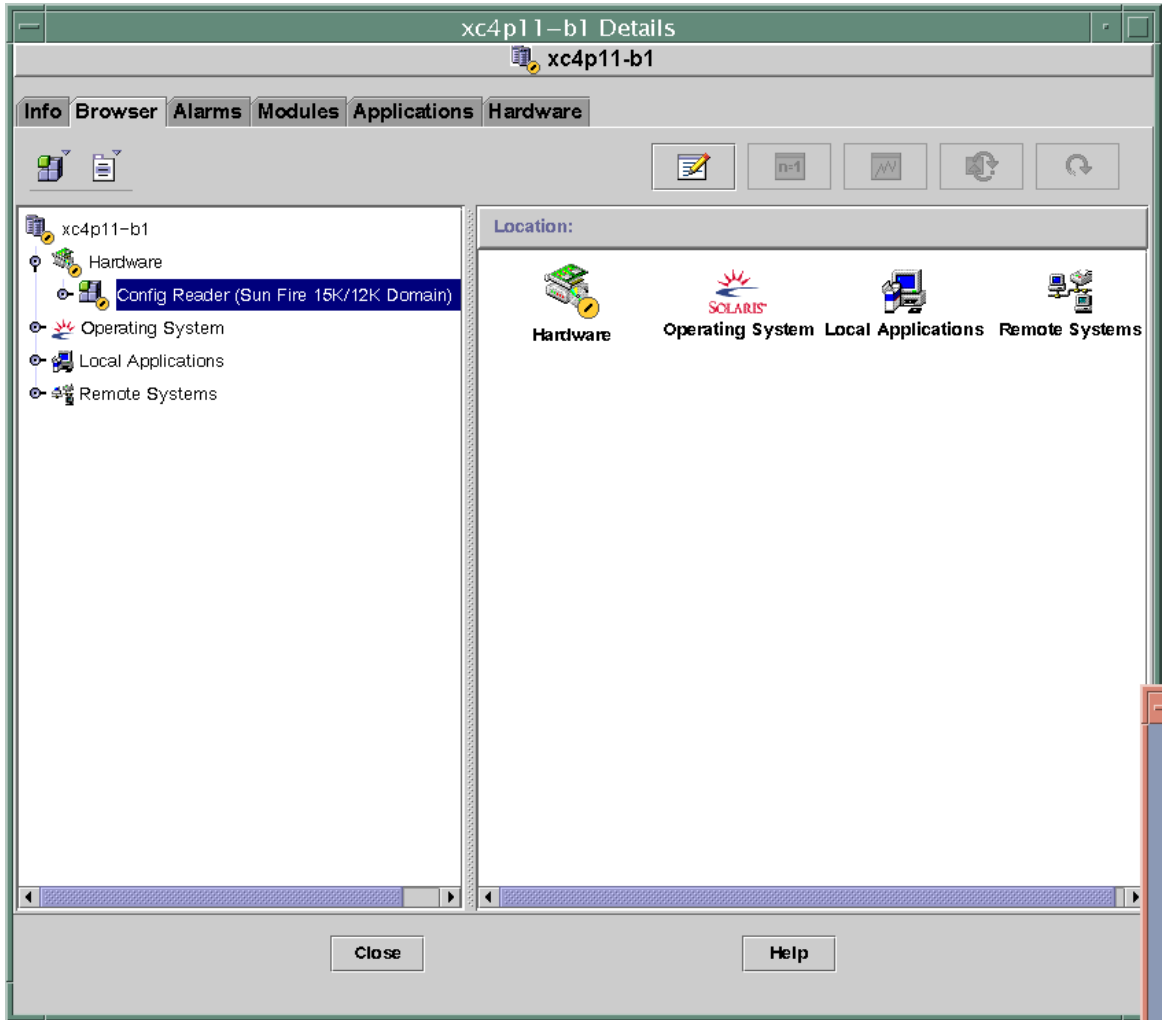 xc4p11-b1 Details
xc4p11-b1
Info Browser Alarms Modules Applications Hardware
n=1
xc4p11-b1
Hardware
Config Reader (Sun Fire 15K/12K Domain)
Operating System
Local Applications
Remote Systems
Location:
SOLARIS
Hardware Operating System Local Applications Remote Systems
Close Help